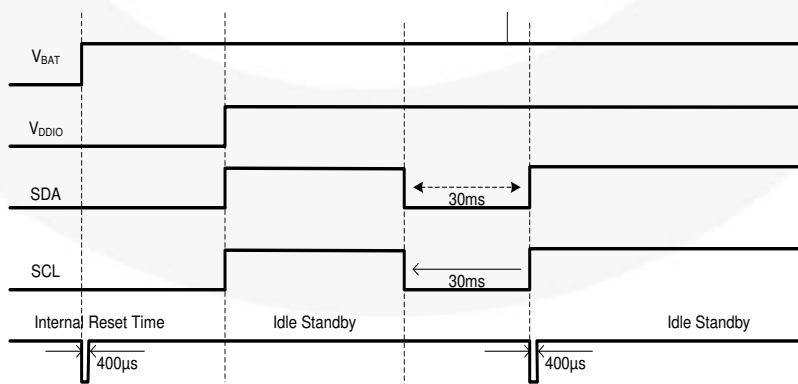 VBAT
VDDIO
SDA
30ms
SCL
30ms
Internal Reset Time Idle Standby Idle Standby
400µs 400µs